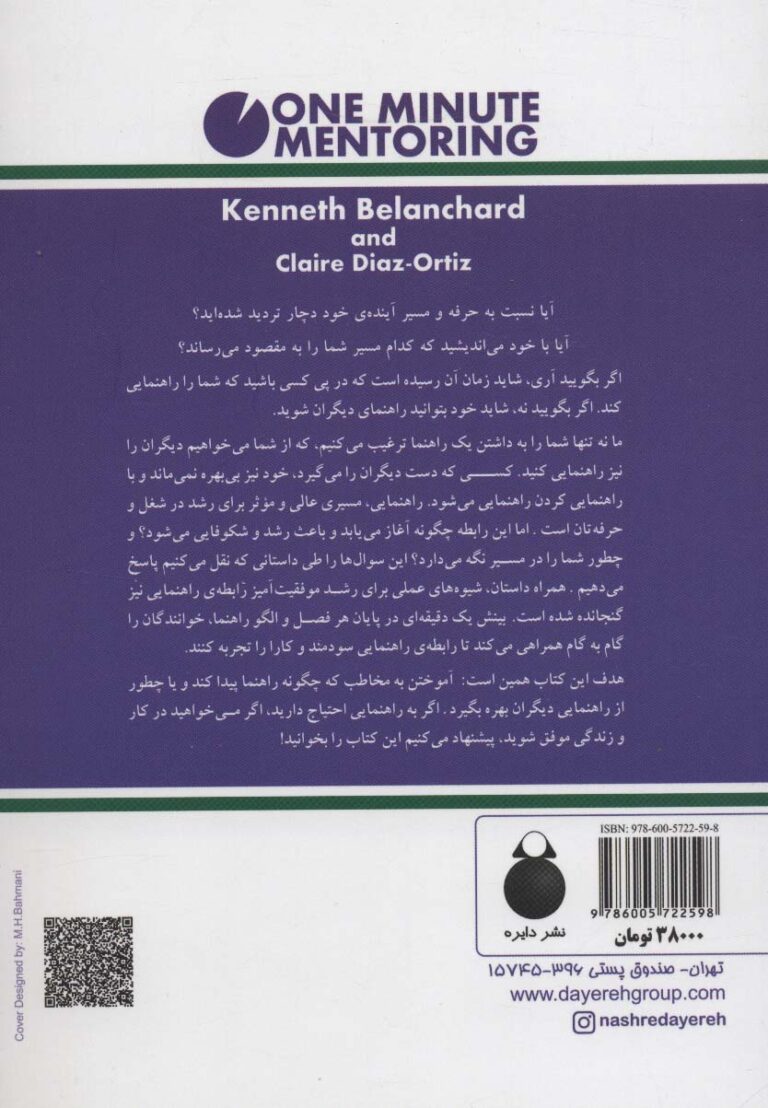 ONE MINUTE
MENTORING
Kenneth Belanchard
and
Claire Diaz-Ortiz
آیا نسبت به حرفه و مسیر آینده‌ی خود دچار تردید شده‌اید؟
آیا با خود می‌اندیشید که کدام مسیر شما را به مقصود می‌رساند؟
اگر بگویید آری، شاید زمان آن رسیده است که در پی کسی باشید که شما را راهنمایی
کند. اگر بگویید نه، شاید خود بتوانید راهنمای دیگران شوید.
ما نه تنها شما را به داشتن یک راهنما ترغیب می‌کنیم، که از شما می‌خواهیم دیگران را
نیز راهنمایی کنید. کسی که دست دیگران را می‌گیرد، خود نیز بی‌بهره نمی‌ماند و با
راهنمایی کردن راهنمایی می‌شود. راهنمایی، مسیری عالی و مؤثر برای رشد در شغل و
حرفه‌تان است. اما این رابطه چگونه آغاز می‌یابد و باعث رشد و شکوفایی می‌شود؟ و
چطور شما را در مسیر نگه می‌دارد؟ این سوال‌ها را طی داستانی که نقل می‌کنیم پاسخ
می‌دهیم. همراه داستان، شیوه‌های عملی برای رشد موفقیت‌آمیز رابطه‌ی راهنمایی نیز
گنجانده شده است. بینش یک دقیقه‌ای در پایان هر فصل و الگو راهنما، خوانندگان را
گام به گام همراهی می‌کند تا رابطه‌ی راهنمایی سودمند و کارا را تجربه کنند.
هدف این کتاب همین است: آموختن به مخاطب که چگونه راهنما پیدا کند و یا چطور
از راهنمایی دیگران بهره بگیرد. اگر به راهنمایی احتیاج دارید، اگر می‌خواهید در کار
و زندگی موفق شوید، پیشنهاد می‌کنیم این کتاب را بخوانید!
ISBN: 978-600-5722-59-8
9 786005 722598
نشر دایره
۳۸۰۰۰ تومان
تهران- صندوق پستی ۳۹۶-۱۵۷۴۵
www.dayerehgroup.com
nashredayereh
Cover Designed by: M.H.Bahmani